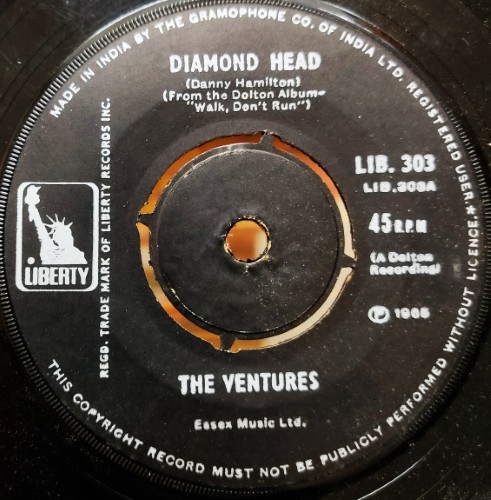 MADE IN INDIA BY THE GRAMOPHONE CO. OF INDIA LTD. REGISTERED USER*
DIAMOND HEAD
(Danny Hamilton)
(From the Dolton Album-
"Walk, Don't Run")
LIB. 303
LIB.303A
45 R.P.M
(A Dolton
Recording)
Ⓟ 1965
LIBERTY
REGD. TRADE MARK OF LIBERTY RECORDS INC.
THE VENTURES
Essex Music Ltd.
THIS COPYRIGHT RECORD MUST NOT BE PUBLICLY PERFORMED WITHOUT LICENCE*